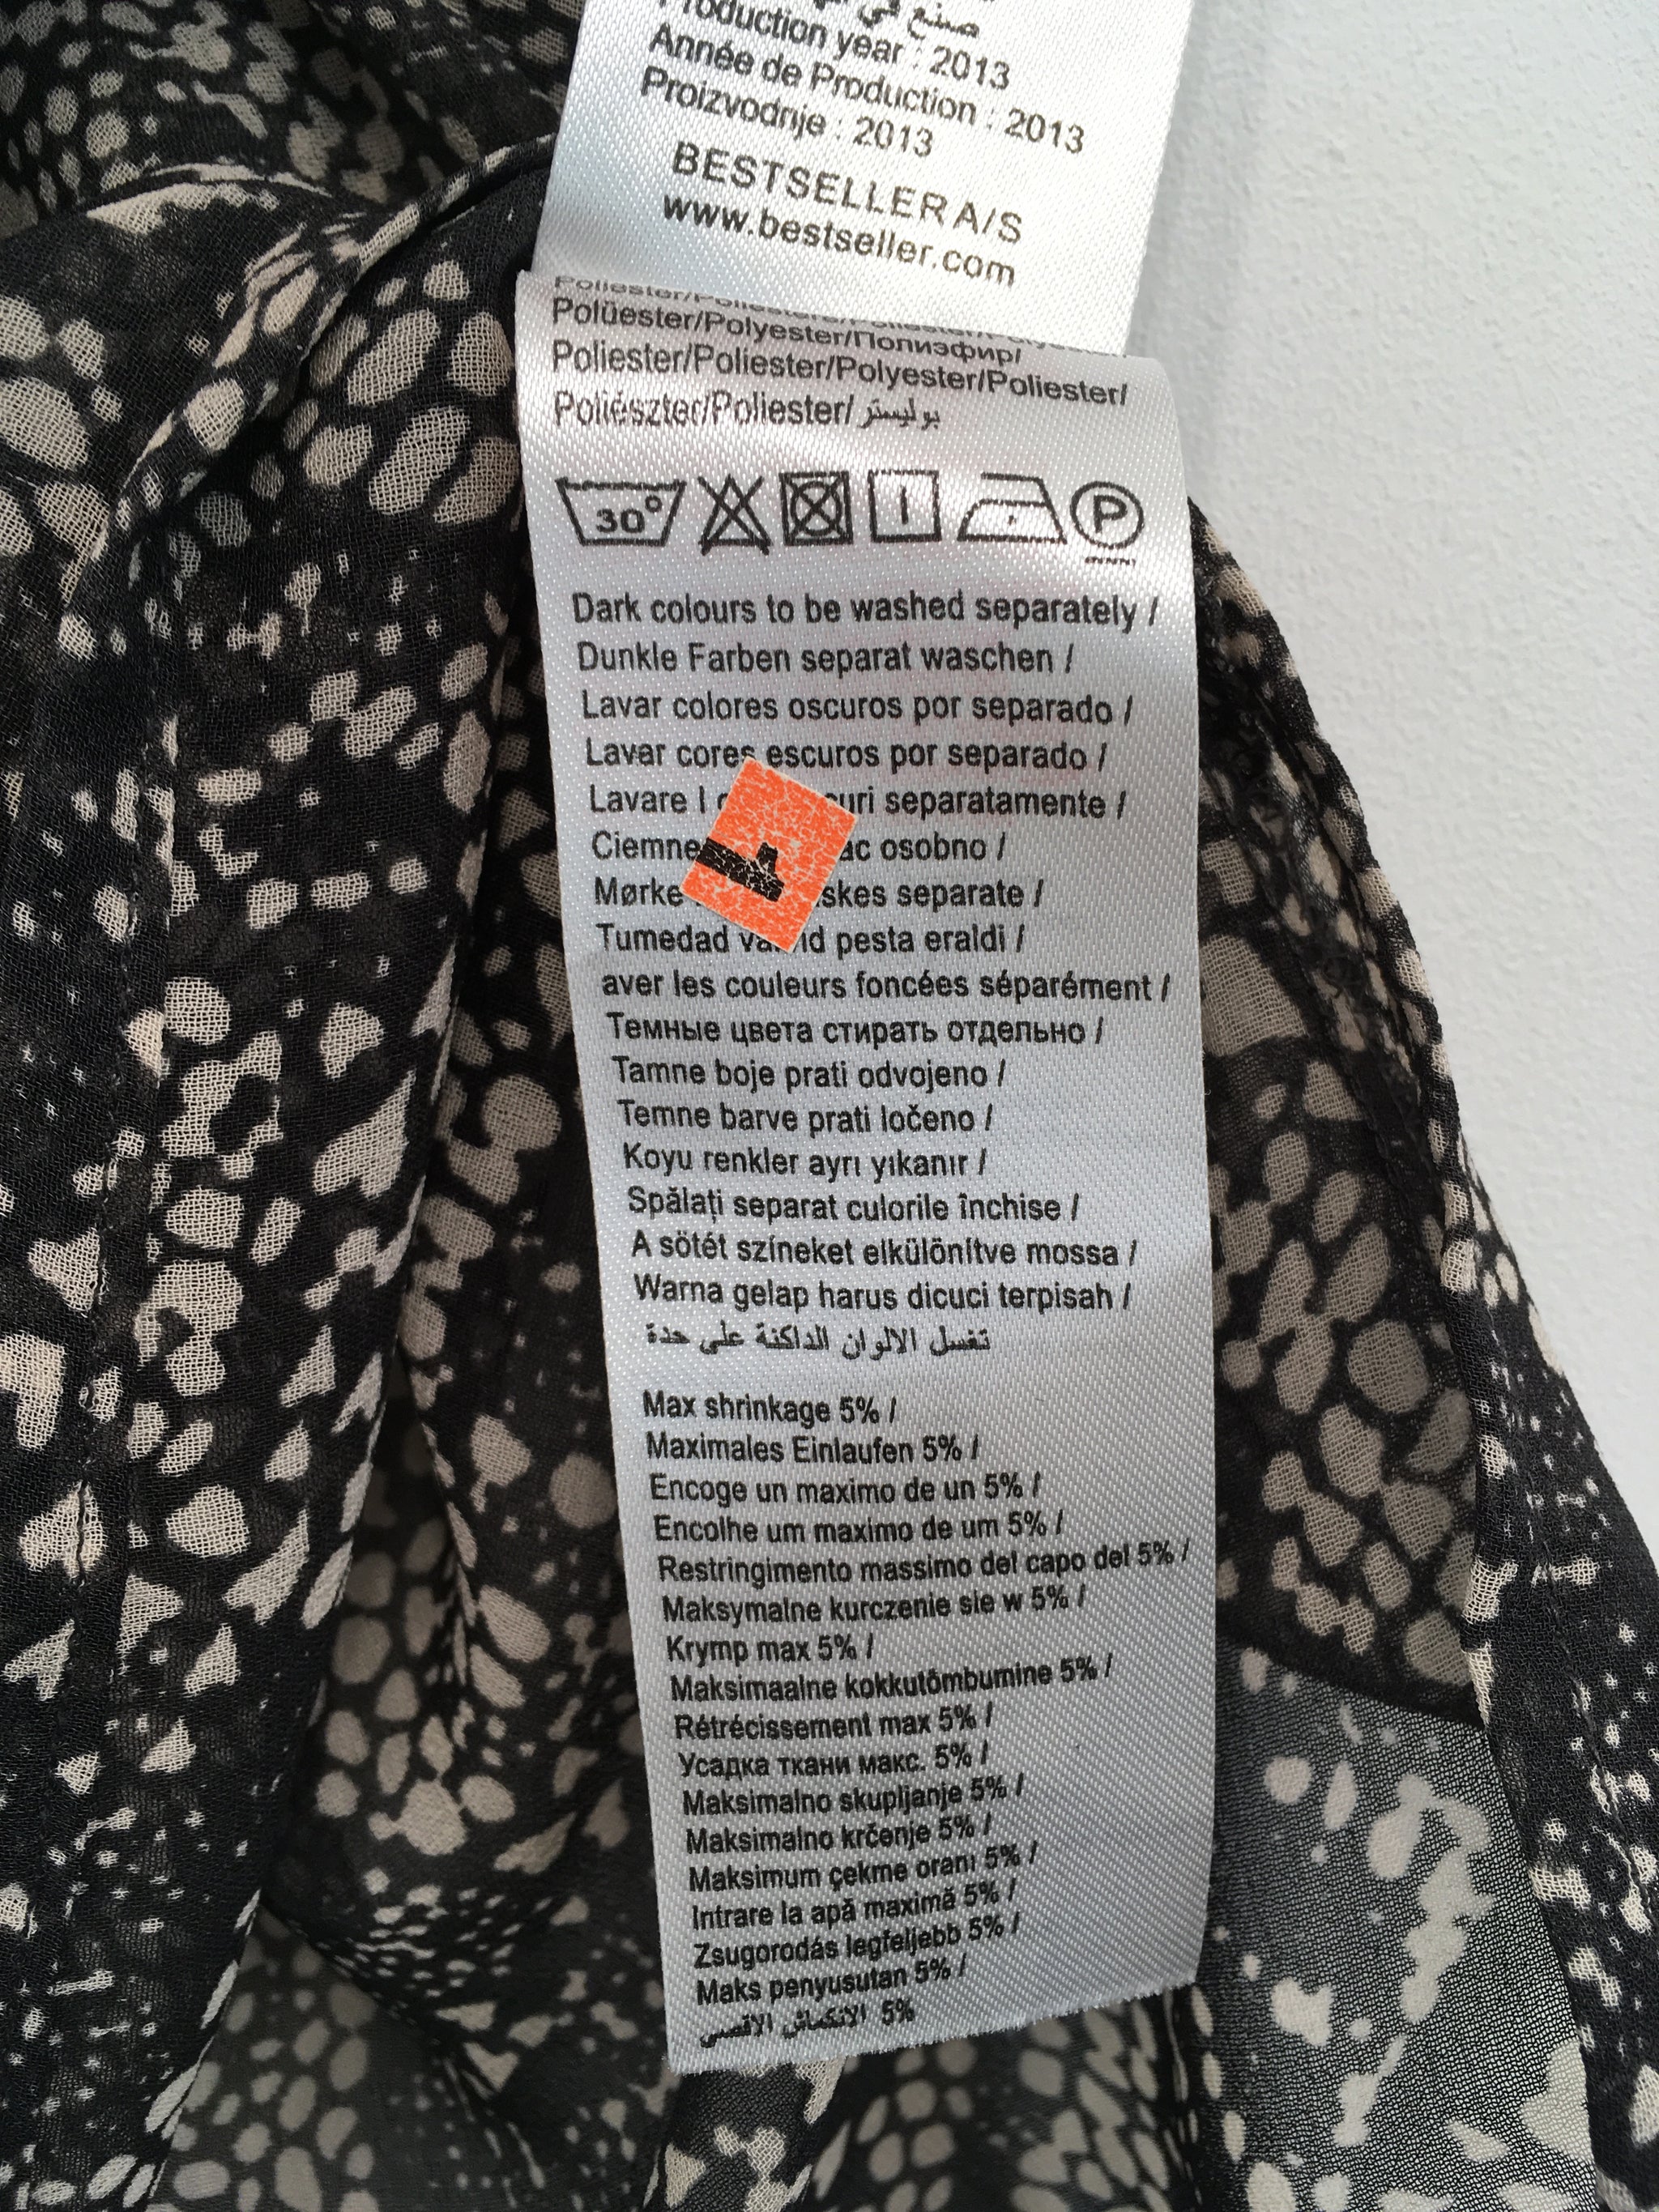 صنع في
Production year : 2013
Année de Production : 2013
Proizvodnje : 2013
BESTSELLER A/S
www.bestseller.com
Polüester/Polyester/Полиэфир/
Poliester/Poliester/Polyester/Poliester/
Poliészter/Poliester/ بوليستر
30°
P
Dark colours to be washed separately /
Dunkle Farben separat waschen /
Lavar colores oscuros por separado /
Lavar cores escuros por separado /
Lavare I separatamente /
Ciemne osobno /
Mørke separate /
Tumedad pesta eraldi /
aver les couleurs foncées séparément /
Темные цвета стирать отдельно /
Tamne boje prati odvojeno /
Temne barve prati ločeno /
Koyu renkler ayrı yıkanır /
Spălați separat culorile închise /
A sötét színeket elkülönítve mossa /
Warna gelap harus dicuci terpisah /
تغسل الالوان الداكنة على حدة
Max shrinkage 5% /
Maximales Einlaufen 5% /
Encoge un maximo de un 5% /
Encolhe um maximo de um 5% /
Restringimento massimo del capo del 5% /
Maksymalne kurczenie sie w 5% /
Krymp max 5% /
Maksimaalne kokkutõmbumine 5% /
Rétrécissement max 5% /
Усадка ткани макс. 5% /
Maksimalno skupljanje 5% /
Maksimalno krčenje 5% /
Maksimum çekme oranı 5% /
Intrare la apă maximă 5% /
Zsugorodás legfeljebb 5% /
Maks penyusutan 5% /
الانكماش الاقصى 5%